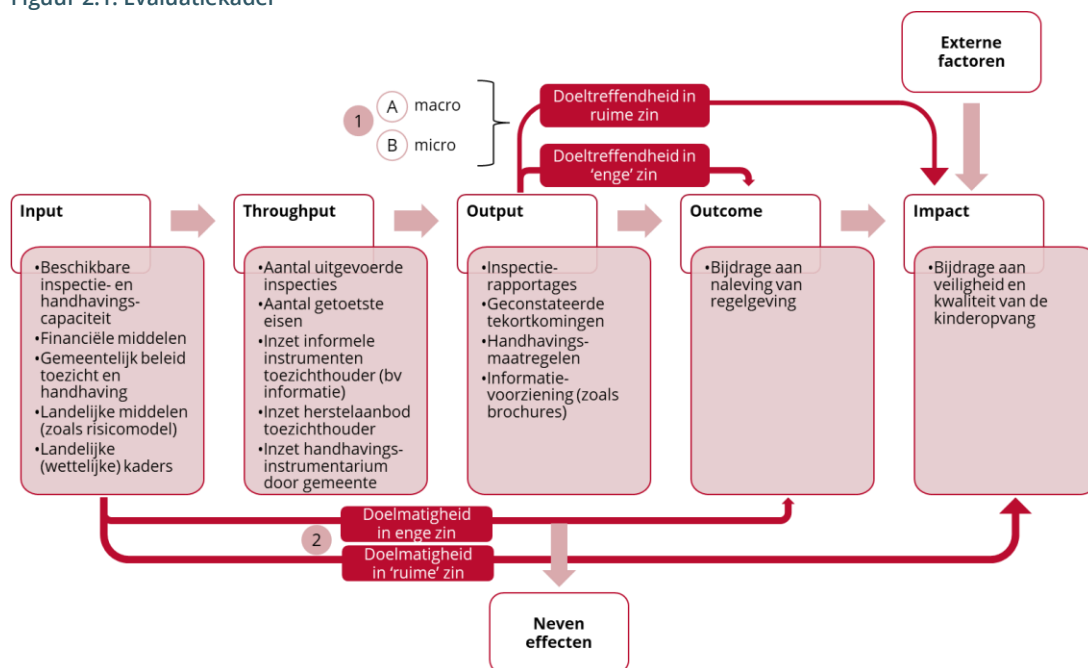 Figuur 2.1. Evaluatiekader
Externe
factoren
1
A macro
B micro
Doeltreffendheid in
ruime zin
Doeltreffendheid in
‘enge’ zin
Input
•Beschikbare
inspectie- en
handhavings-
capaciteit
•Financiële middelen
•Gemeentelijk beleid
toezicht en
handhaving
•Landelijke middelen
(zoals risicomodel)
•Landelijke
(wettelijke) kaders
Throughput
•Aantal uitgevoerde
inspecties
•Aantal getoetste
eisen
•Inzet informele
instrumenten
toezichthouder (bv
informatie)
•Inzet herstelaanbod
toezichthouder
•Inzet handhavings-
instrumentarium
door gemeente
Output
•Inspectie-
rapportages
•Geconstateerde
tekortkomingen
•Handhavings-
maatregelen
•Informatie-
voorziening (zoals
brochures)
Outcome
•Bijdrage aan
naleving van
regelgeving
Impact
•Bijdrage aan
veiligheid en
kwaliteit van de
kinderopvang
2
Doelmatigheid
in enge zin
Doelmatigheid
in ‘ruime’ zin
Neven
effecten